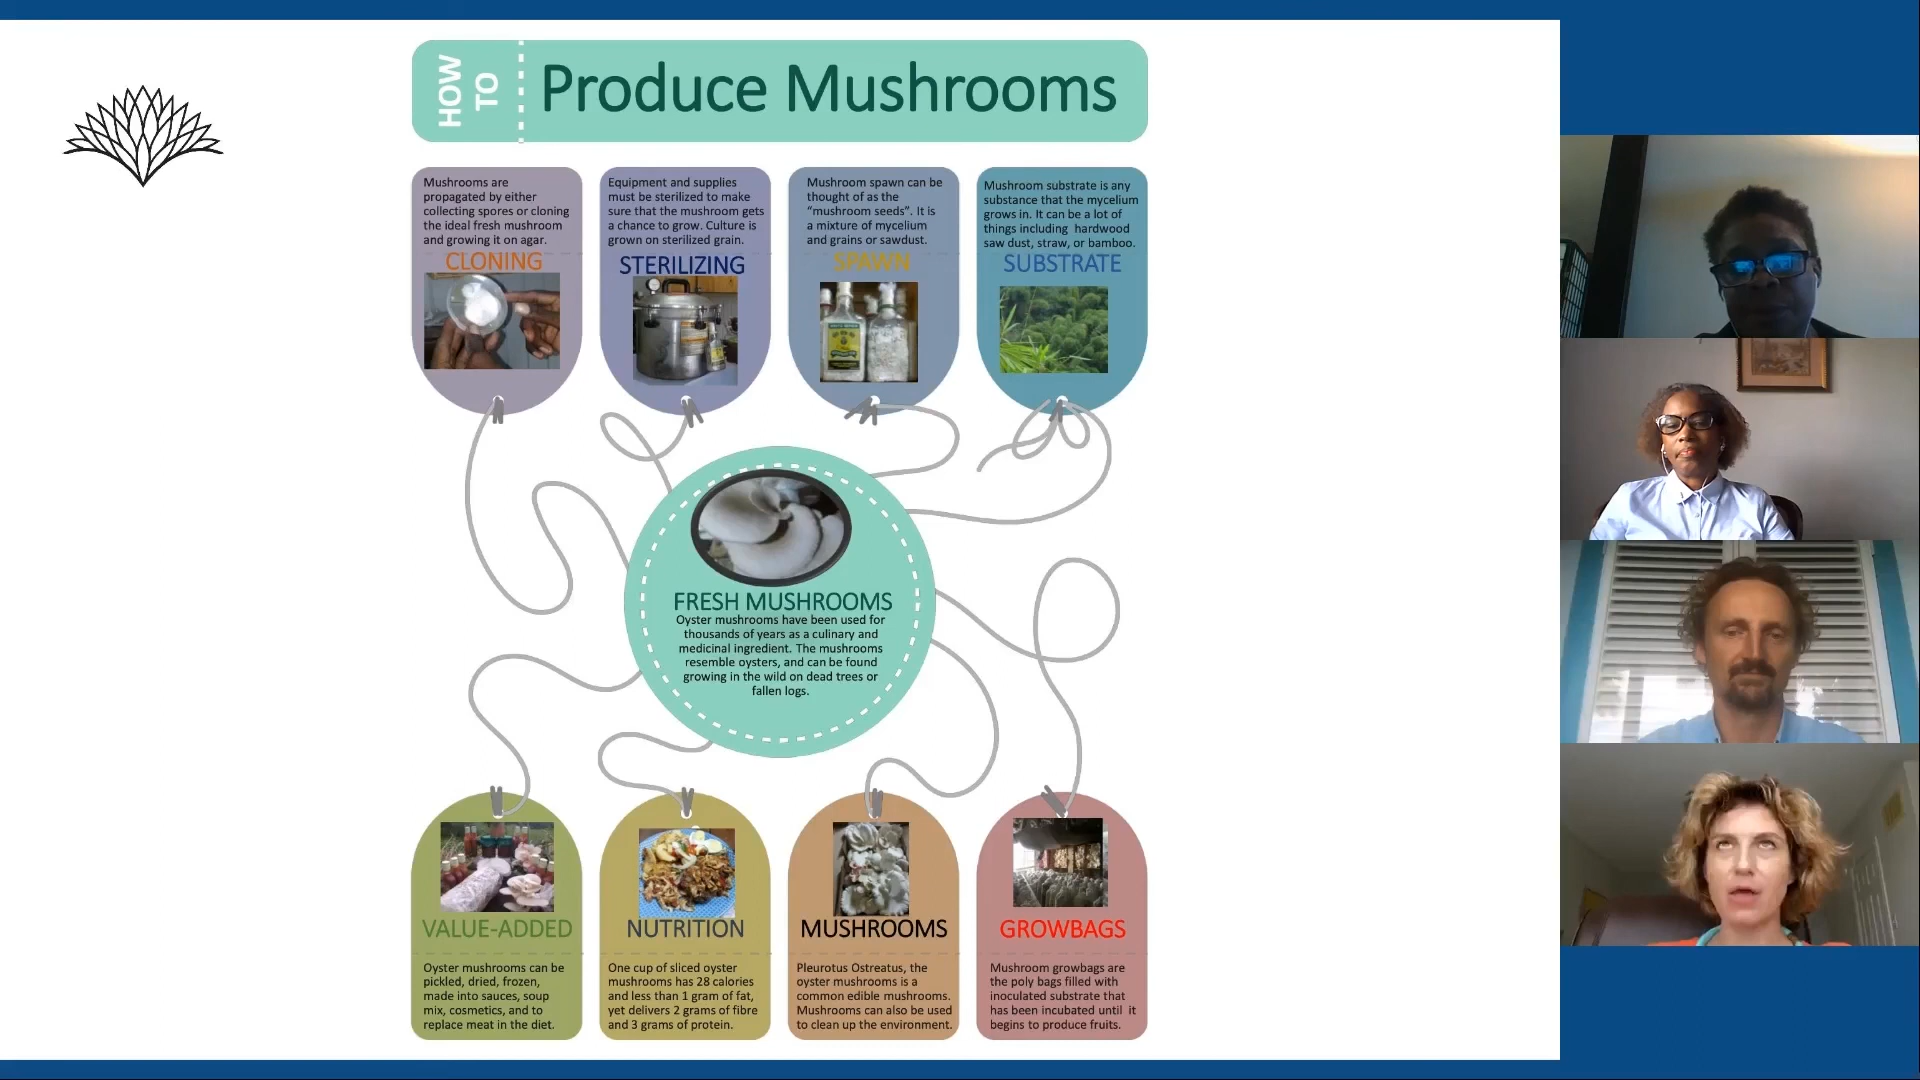 HOW
TO
Produce Mushrooms
Mushrooms are
propagated by either
collecting spores or cloning
the ideal fresh mushroom
and growing it on agar.
CLONING
Equipment and supplies
must be sterilized to make
sure that the mushroom gets
a chance to grow. Culture is
grown on sterilized grain.
STERILIZING
Mushroom spawn can be
thought of as the
“mushroom seeds”. It is
a mixture of mycelium
and grains or sawdust.
SPAWN
Mushroom substrate is any
substance that the mycelium
grows in. It can be a lot of
things including hardwood
saw dust, straw, or bamboo.
SUBSTRATE
FRESH MUSHROOMS
Oyster mushrooms have been used for
thousands of years as a culinary and
medicinal ingredient. The mushrooms
resemble oysters, and can be found
growing in the wild on dead trees or
fallen logs.
VALUE-ADDED
Oyster mushrooms can be
pickled, dried, frozen,
made into sauces, soup
mix, cosmetics, and to
replace meat in the diet.
NUTRITION
One cup of sliced oyster
mushrooms has 28 calories
and less than 1 gram of fat,
yet delivers 2 grams of fibre
and 3 grams of protein.
MUSHROOMS
Pleurotus Ostreatus, the
oyster mushrooms is a
common edible mushrooms.
Mushrooms can also be used
to clean up the environment.
GROWBAGS
Mushroom growbags are
the poly bags filled with
inoculated substrate that
has been incubated until it
begins to produce fruits.